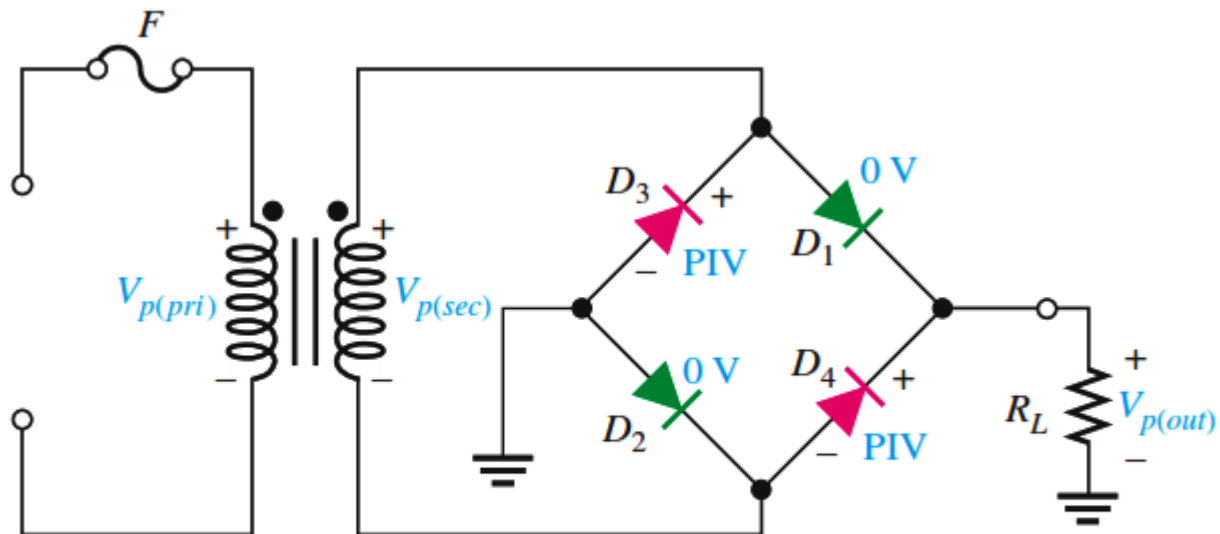 F
D3
0 V
+
D1
– PIV
+
Vp(pri)
–
+
Vp(sec)
–
0 V
D4
+
D2
– PIV
RL
+
Vp(out)
–